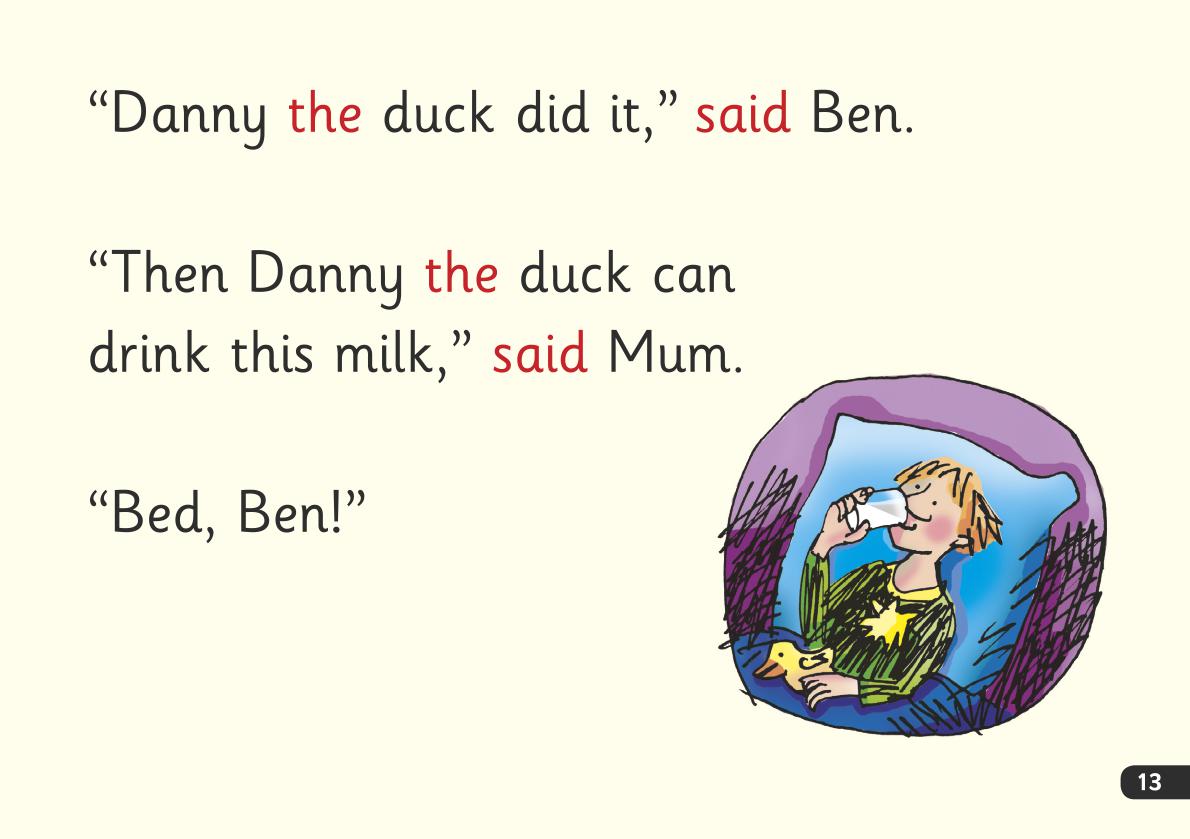 “Danny the duck did it,” said Ben.
“Then Danny the duck can
drink this milk,” said Mum.
“Bed, Ben!”
13